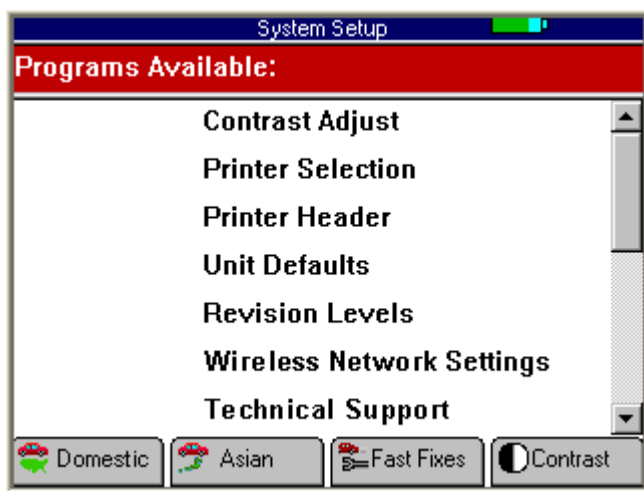 System Setup
Programs Available:
Contrast Adjust
Printer Selection
Printer Header
Unit Defaults
Revision Levels
Wireless Network Settings
Technical Support
Domestic Asian Fast Fixes Contrast